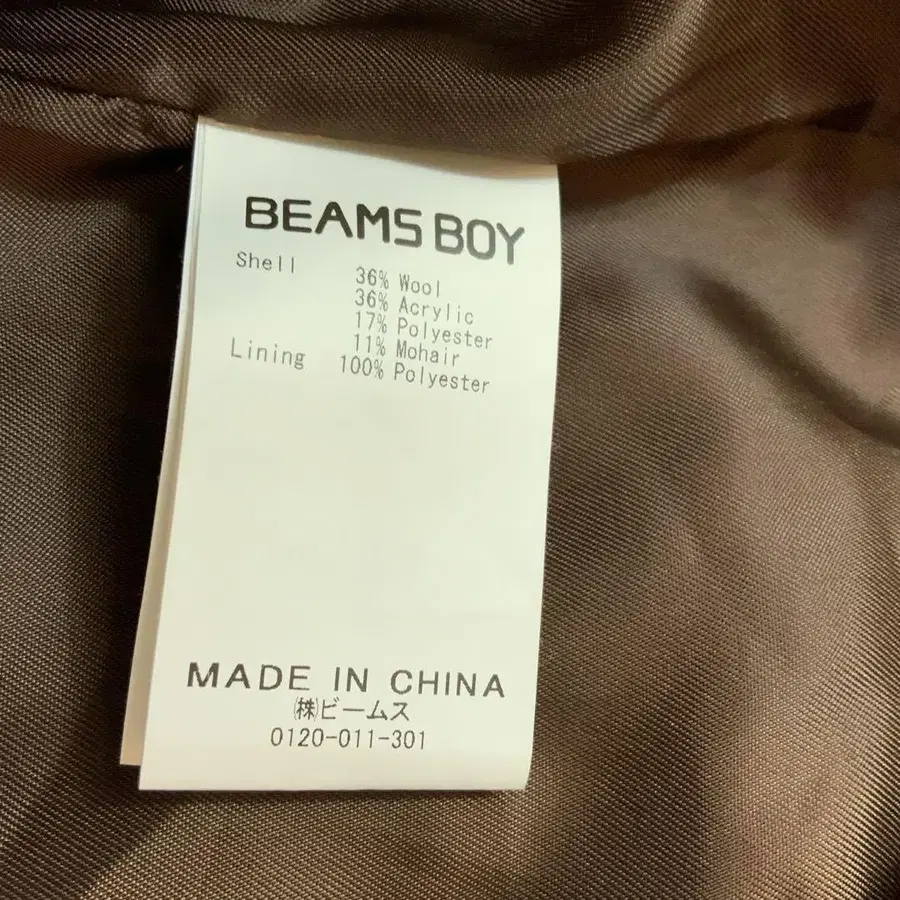 BEAMS BOY
Shell 36% Wool
36% Acrylic
17% Polyester
11% Mohair
Lining 100% Polyester
MADE IN CHINA
㈱ビームス
0120-011-301